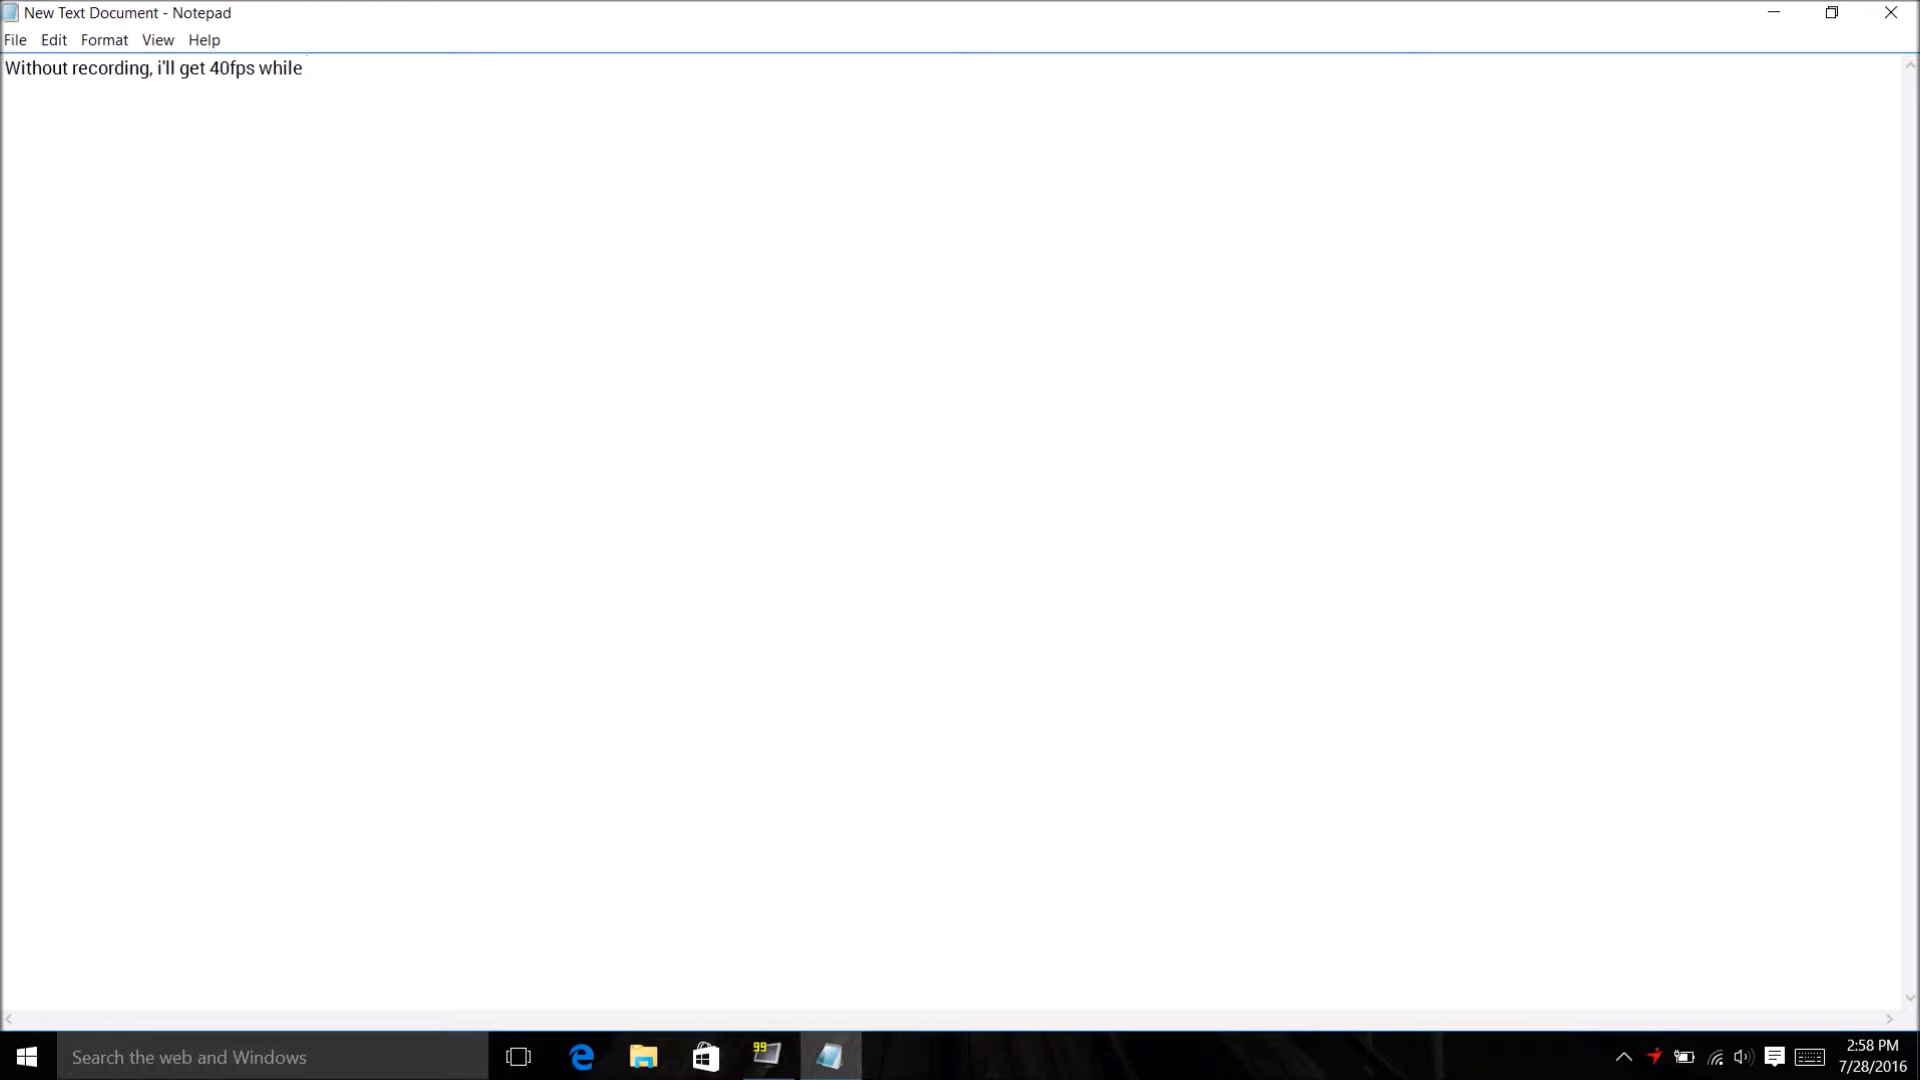 New Text Document - Notepad
File Edit Format View Help
Without recording, i'll get 40fps while
Search the web and Windows
99
2:58 PM
7/28/2016